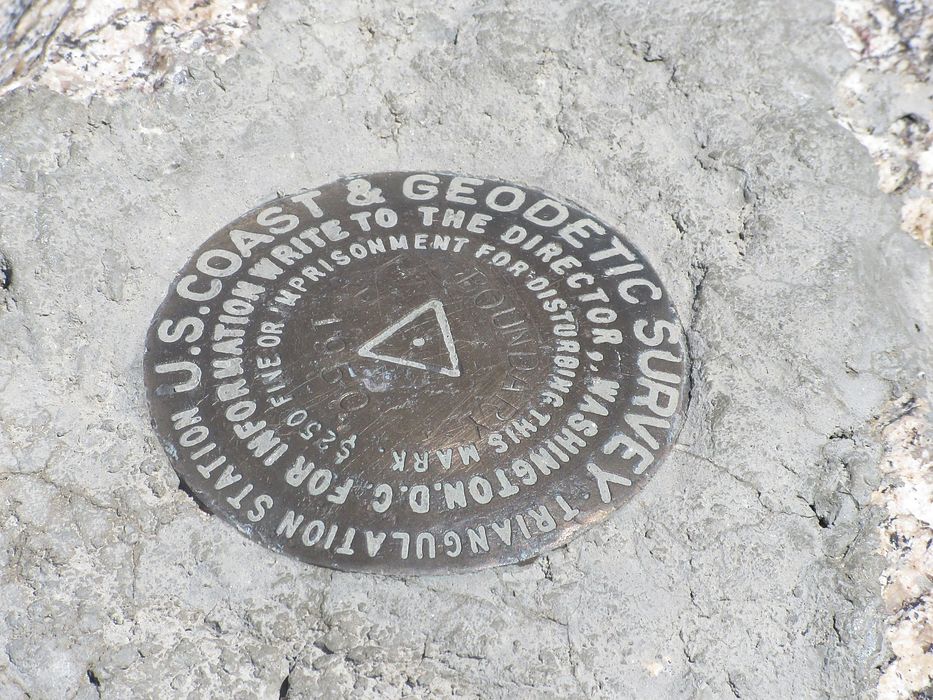 U.S. COAST & GEODETIC SURVEY
TRIANGULATION STATION
FOR INFORMATION WRITE TO THE DIRECTOR, WASHINGTON, D.C.
$250 FINE OR IMPRISONMENT FOR DISTURBING THIS MARK.
BOUNDARY